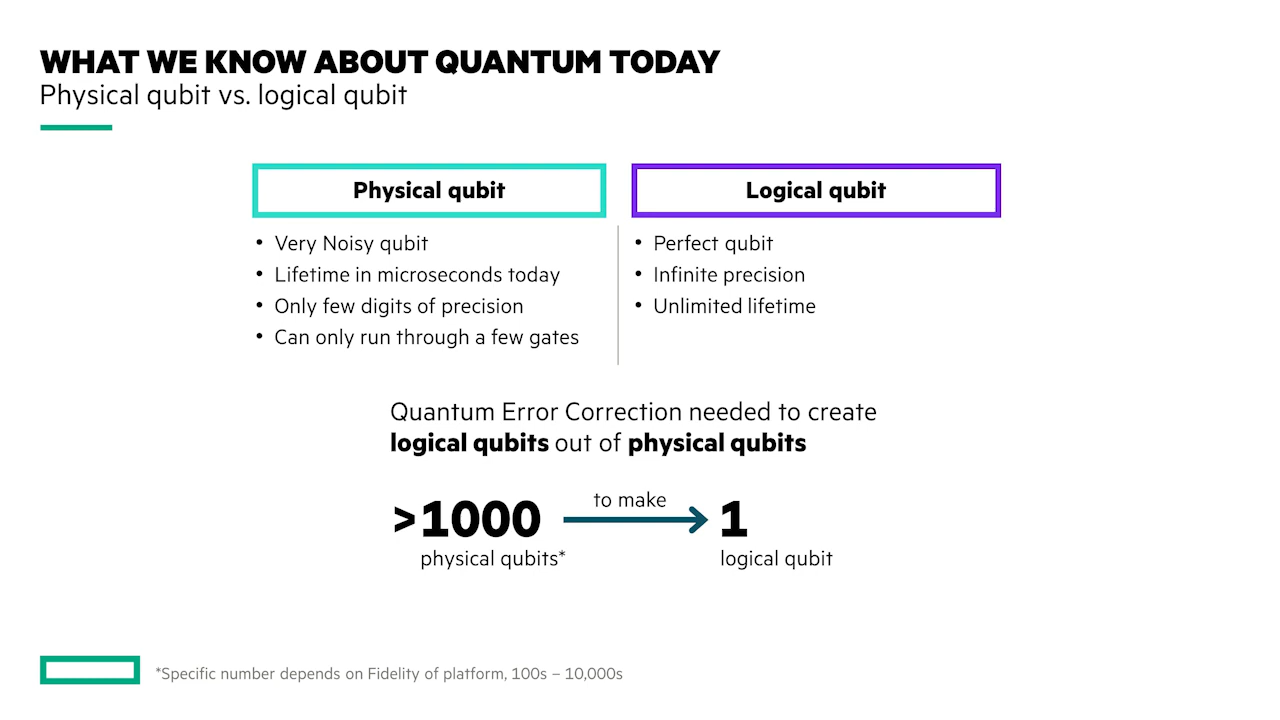 WHAT WE KNOW ABOUT QUANTUM TODAY
Physical qubit vs. logical qubit
Physical qubit
• Very Noisy qubit
• Lifetime in microseconds today
• Only few digits of precision
• Can only run through a few gates
Logical qubit
• Perfect qubit
• Infinite precision
• Unlimited lifetime
Quantum Error Correction needed to create
logical qubits out of physical qubits
>1000
physical qubits*
to make
1
logical qubit
*Specific number depends on Fidelity of platform, 100s – 10,000s